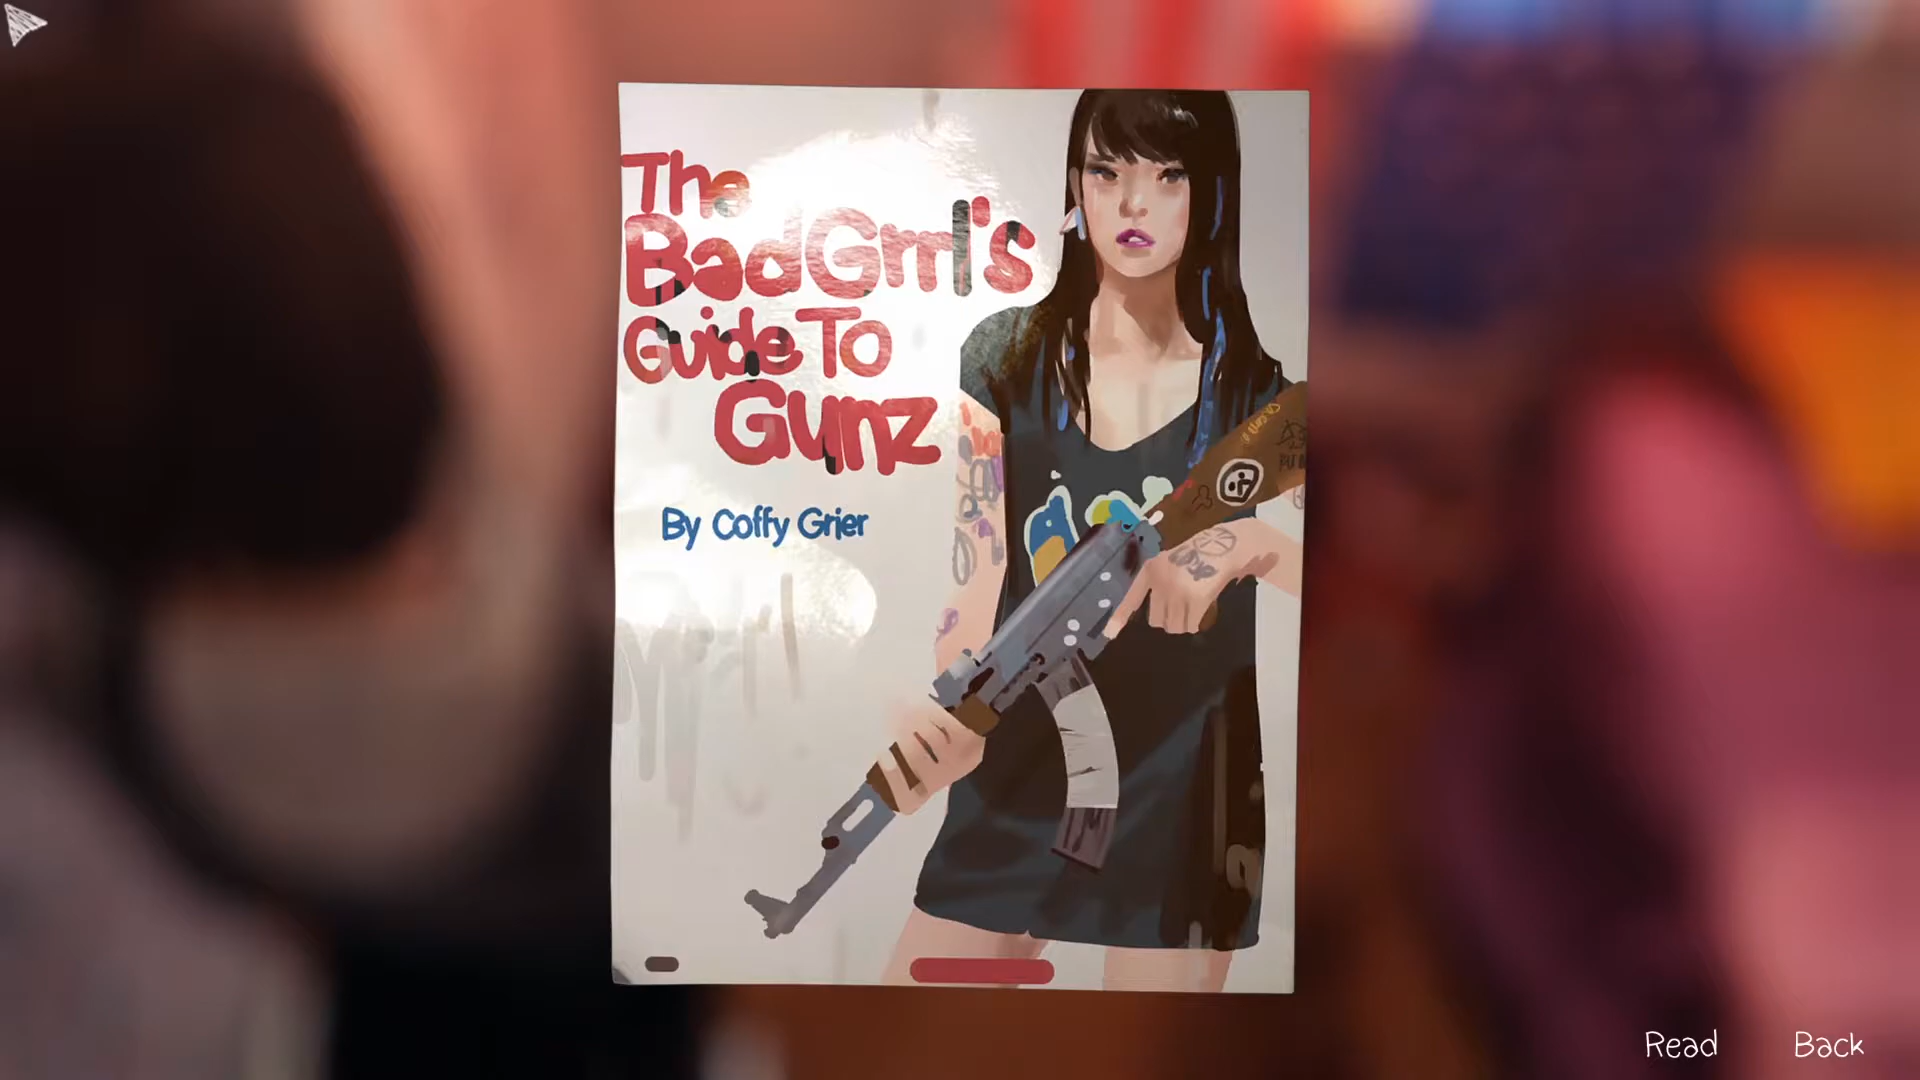 The
BadGrrl's
Guide To
Gunz
By Coffy Grier
Read
Back